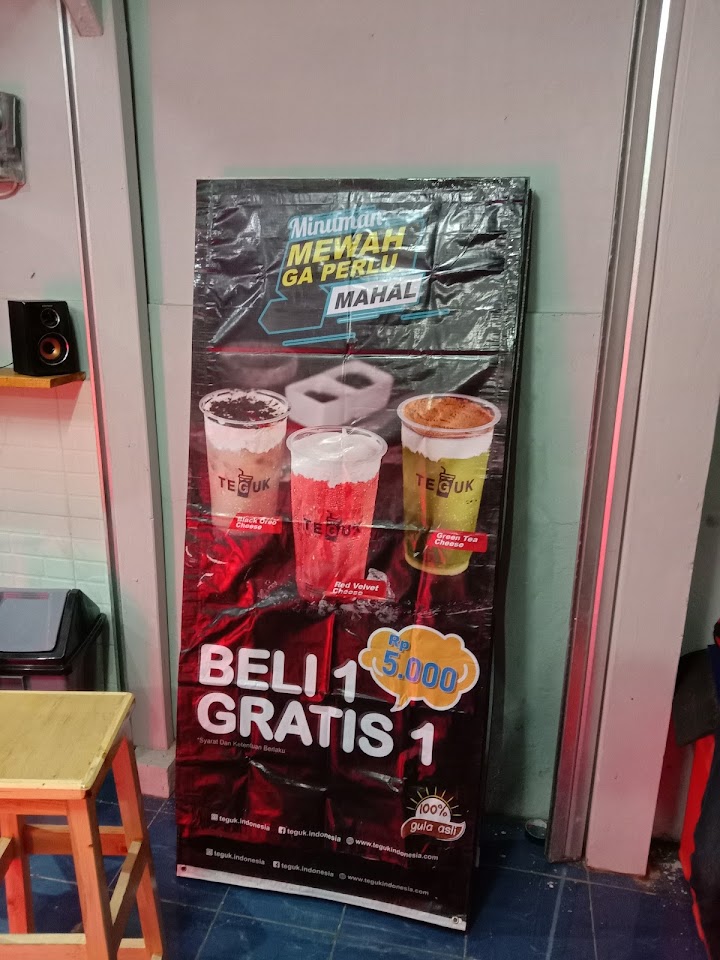 Minuman
MEWAH
GA PERLU
MAHAL
TEGUK
TEGUK
TEGUK
Black Oreo
Cheese
Green Tea
Cheese
Red Velvet
Cheese
Rp
5.000
BELI 1
GRATIS 1
*Syarat Dan Ketentuan Berlaku
100%
gula asli
teguk.indonesia teguk.indonesia www.tegukindonesia.com
teguk.indonesia teguk.indonesia www.tegukindonesia.com